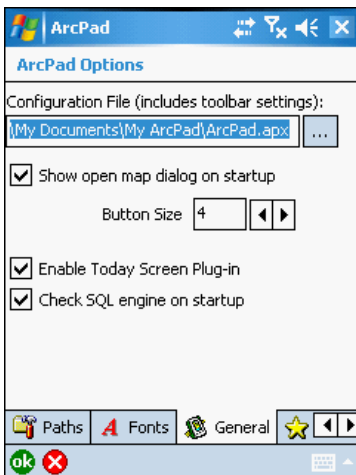 ArcPad
ArcPad Options
Configuration File (includes toolbar settings):
\My Documents\My ArcPad\ArcPad.apx ...
Show open map dialog on startup
Button Size 4
Enable Today Screen Plug-in
Check SQL engine on startup
Paths Fonts General
ok